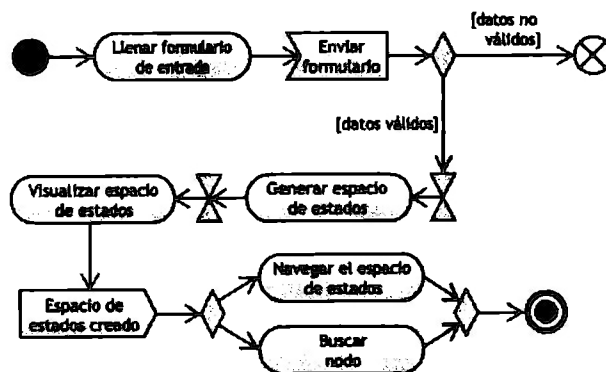 [datos no
válidos]
Llenar formulario
de entrada
Enviar
formulario
[datos válidos]
Visualizar espacio
de estados
Generar espacio
de estados
Navegar el espacio
de estados
Espacio de
estados creado
Buscar
nodo